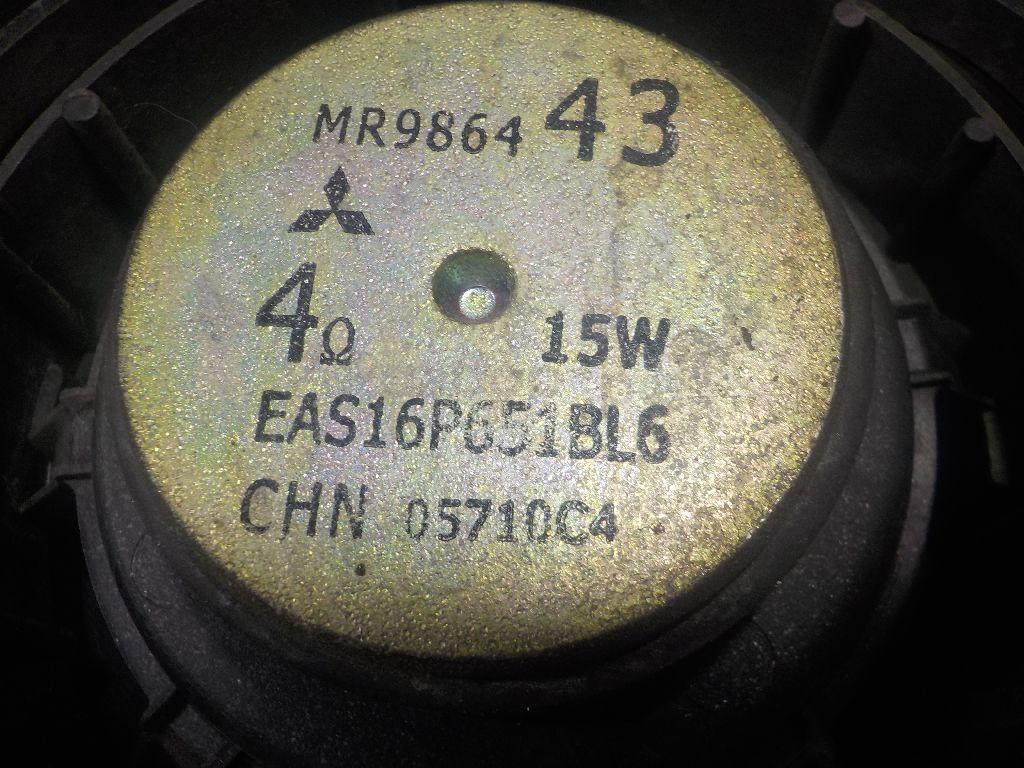 MR9864 43
4Ω 15W
EAS16P651BL6
CHN 05710C4